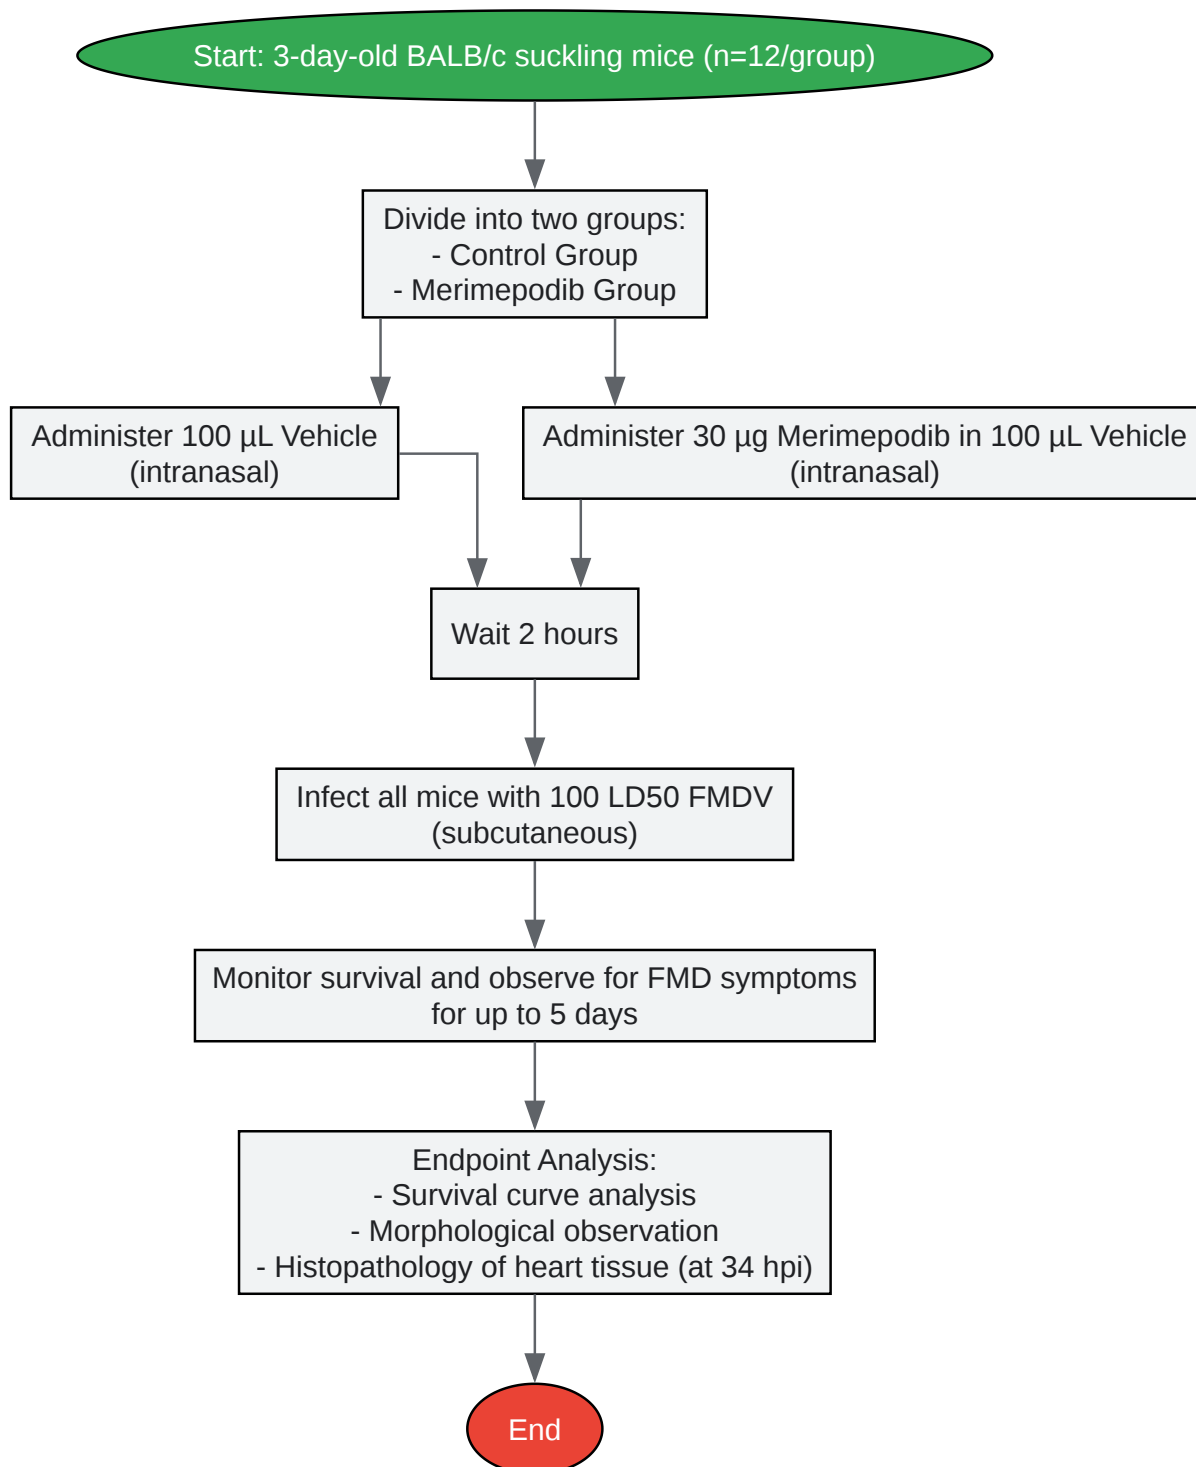 Start: 3-day-old BALB/c suckling mice (n=12/group)
Divide into two groups:
- Control Group
- Merimepodib Group
Administer 100 µL Vehicle
(intranasal)
Administer 30 µg Merimepodib in 100 µL Vehicle
(intranasal)
Wait 2 hours
Infect all mice with 100 LD50 FMDV
(subcutaneous)
Monitor survival and observe for FMD symptoms
for up to 5 days
Endpoint Analysis:
- Survival curve analysis
- Morphological observation
- Histopathology of heart tissue (at 34 hpi)
End